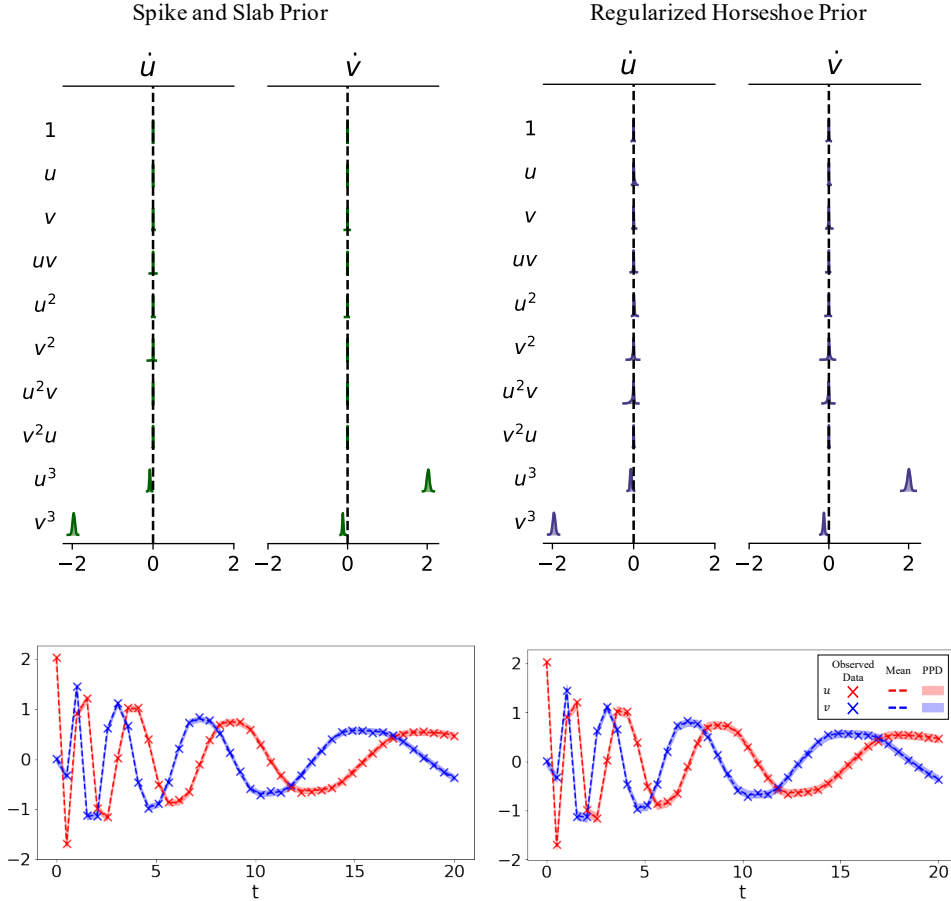 Spike and Slab Prior
Regularized Horseshoe Prior
u̇ v̇
u̇ v̇
1
u
v
uv
u²
v²
u²v
v²u
u³
v³
−2 0 2
−2 0 2
1
u
v
uv
u²
v²
u²v
v²u
u³
v³
−2 0 2
−2 0 2
2
1
0
−1
−2
0 5 10 15 20
t
2
1
0
−1
−2
0 5 10 15 20
t
Observed
Data Mean PPD
u
v